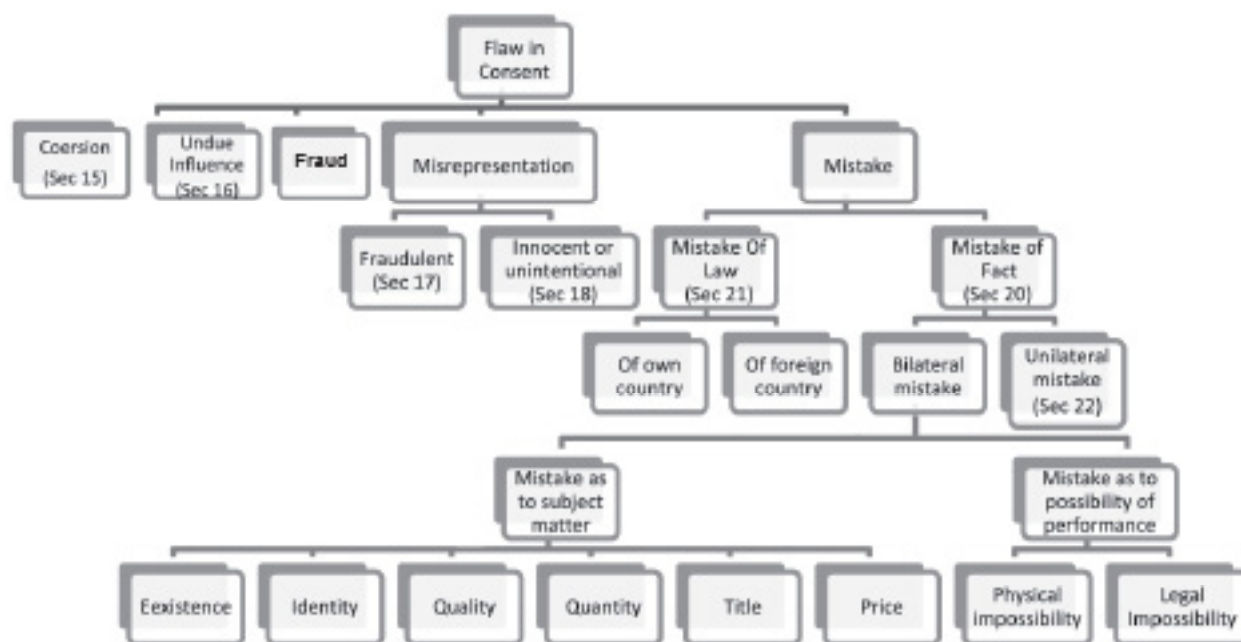 Flaw in
Consent
Coersion
(Sec 15)
Undue
Influence
(Sec 16)
Fraud
Misrepresentation
Mistake
Fraudulent
(Sec 17)
Innocent or
unintentional
(Sec 18)
Mistake Of
Law
(Sec 21)
Mistake of
Fact
(Sec 20)
Of own
country
Of foreign
country
Bilateral
mistake
Unilateral
mistake
(Sec 22)
Mistake as
to subject
matter
Mistake as to
possibility of
performance
Eexistence
Identity
Quality
Quantity
Title
Price
Physical
impossibility
Legal
Impossibility